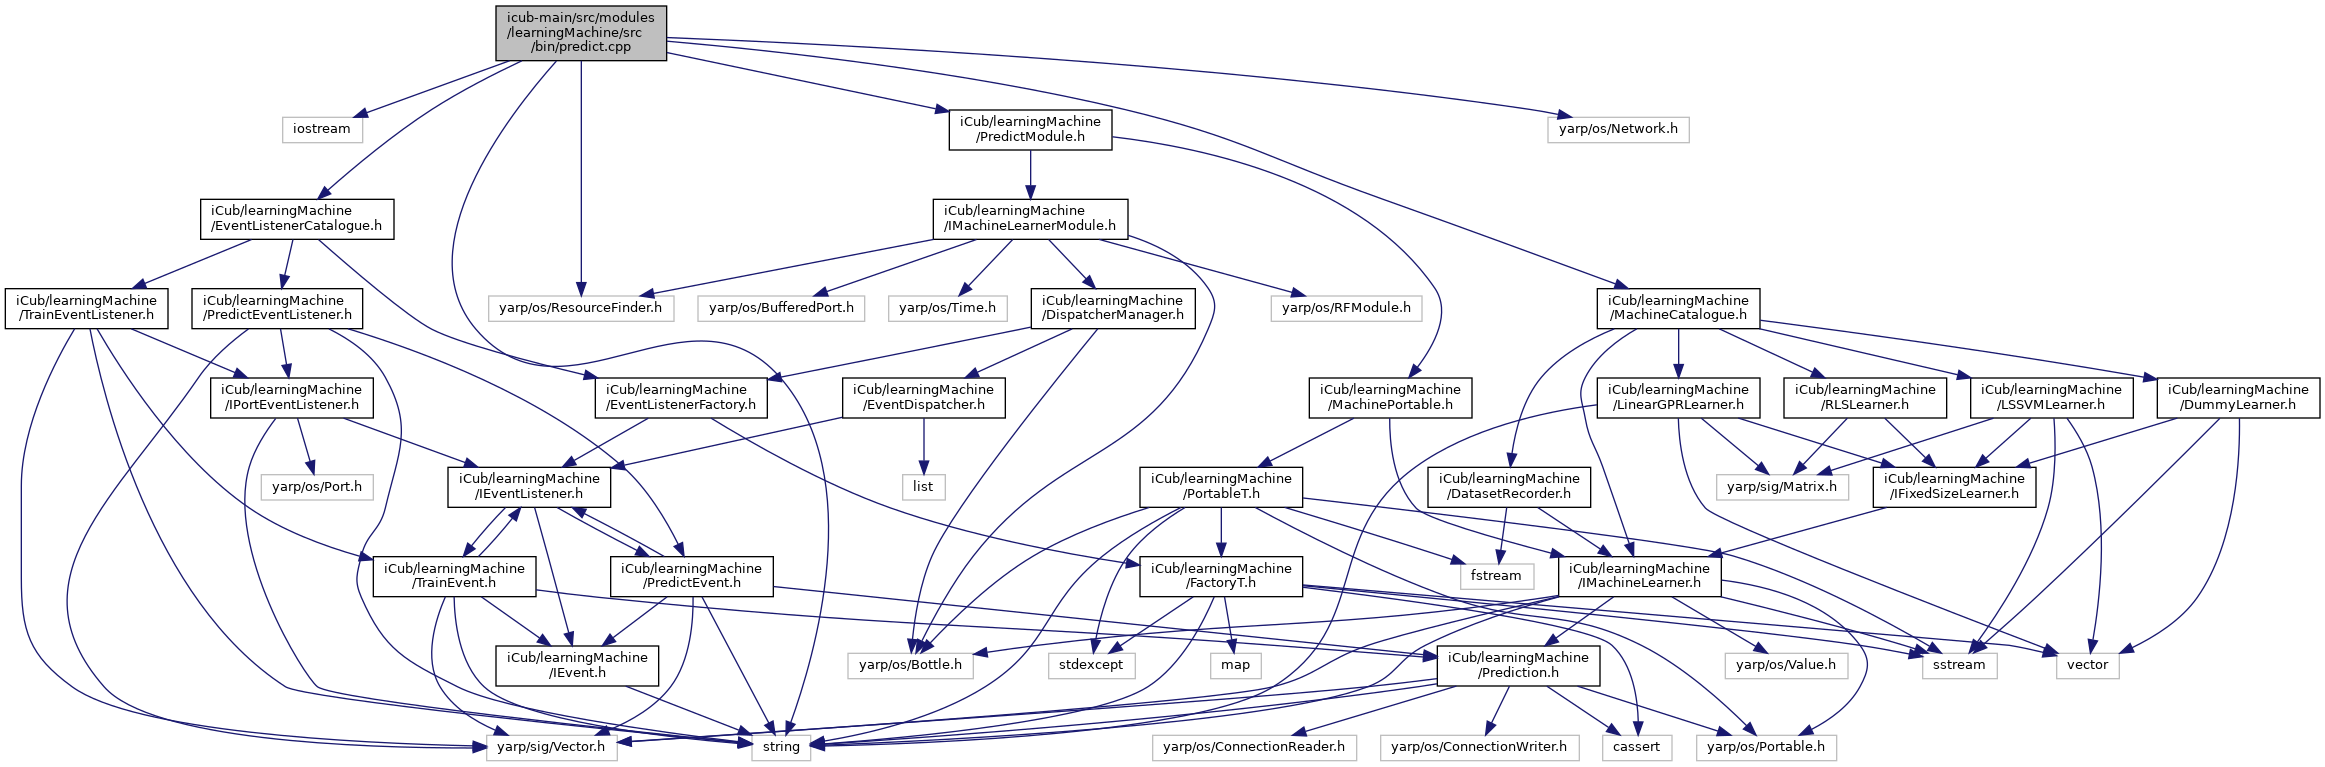 icub-main/src/modules
/learningMachine/src
/bin/predict.cpp
iostream
iCub/learningMachine
/PredictModule.h
yarp/os/Network.h
iCub/learningMachine
/EventListenerCatalogue.h
iCub/learningMachine
/IMachineLearnerModule.h
iCub/learningMachine
/TrainEventListener.h
iCub/learningMachine
/PredictEventListener.h
yarp/os/ResourceFinder.h
yarp/os/BufferedPort.h
yarp/os/Time.h
iCub/learningMachine
/DispatcherManager.h
yarp/os/RFModule.h
iCub/learningMachine
/MachineCatalogue.h
iCub/learningMachine
/IPortEventListener.h
iCub/learningMachine
/EventListenerFactory.h
iCub/learningMachine
/EventDispatcher.h
iCub/learningMachine
/MachinePortable.h
iCub/learningMachine
/LinearGPRLearner.h
iCub/learningMachine
/RLSLearner.h
iCub/learningMachine
/LSSVMLearner.h
iCub/learningMachine
/DummyLearner.h
yarp/os/Port.h
iCub/learningMachine
/IEventListener.h
list
iCub/learningMachine
/PortableT.h
iCub/learningMachine
/DatasetRecorder.h
yarp/sig/Matrix.h
iCub/learningMachine
/IFixedSizeLearner.h
iCub/learningMachine
/TrainEvent.h
iCub/learningMachine
/PredictEvent.h
iCub/learningMachine
/FactoryT.h
fstream
iCub/learningMachine
/IMachineLearner.h
iCub/learningMachine
/IEvent.h
yarp/os/Bottle.h
stdexcept
map
iCub/learningMachine
/Prediction.h
yarp/os/Value.h
sstream
vector
yarp/sig/Vector.h
string
yarp/os/ConnectionReader.h
yarp/os/ConnectionWriter.h
cassert
yarp/os/Portable.h